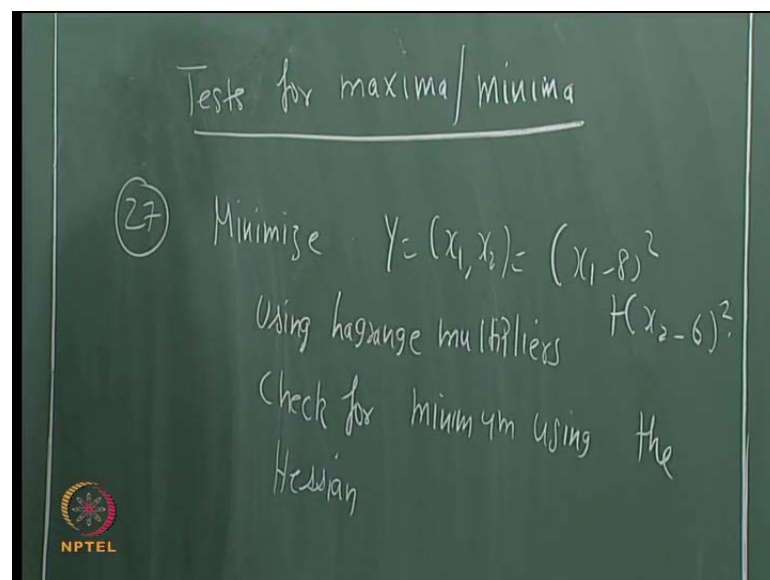 Tests for maxima/minima
27 Minimize Y=(x₁,x₂)= (x₁-8)²
+(x₂-6)².
Using Lagrange multipliers
Check for minimum using the
Hessian
NPTEL